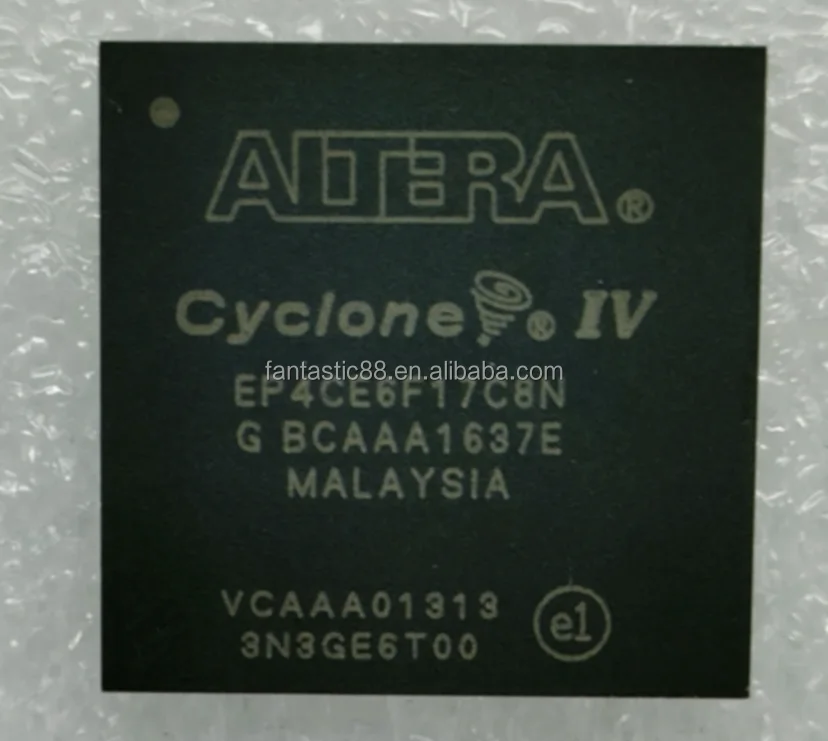 ALTERA®
Cyclone® IV
fantastic88.en.alibaba.com
EP4CE6F17C8N
G BCAAA1637E
MALAYSIA
VCAAA01313
3N3GE6T00
e1